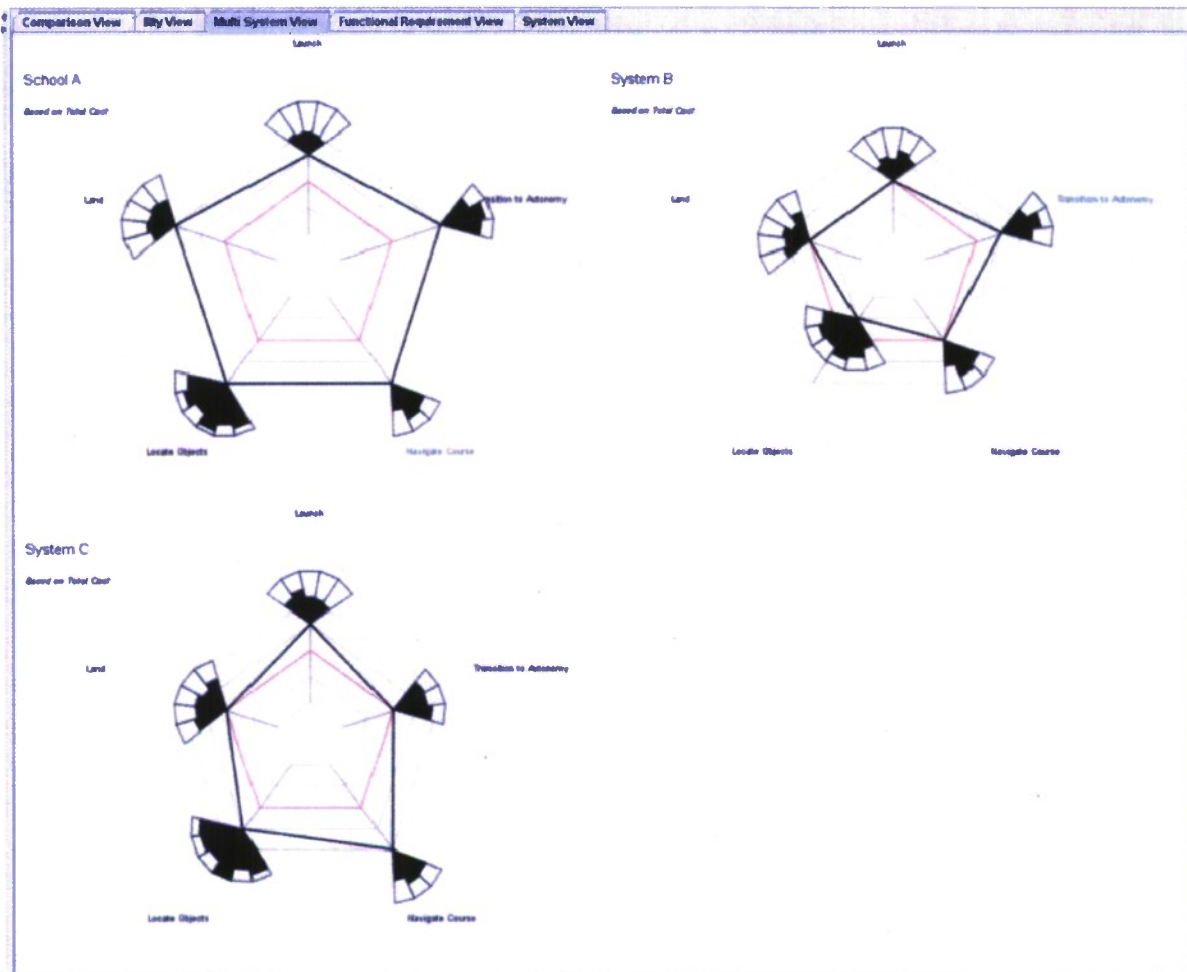 Comparison View Ility View Multi System View Functional Requirement View System View
Launch
School A
Based on Total Cost
Land
sition to Autonomy
Locate Objects
Navigate Course
Launch
System B
Based on Total Cost
Land
Transition to Autonomy
Locate Objects
Navigate Course
Launch
System C
Based on Total Cost
Land
Transition to Autonomy
Locate Objects
Navigate Course